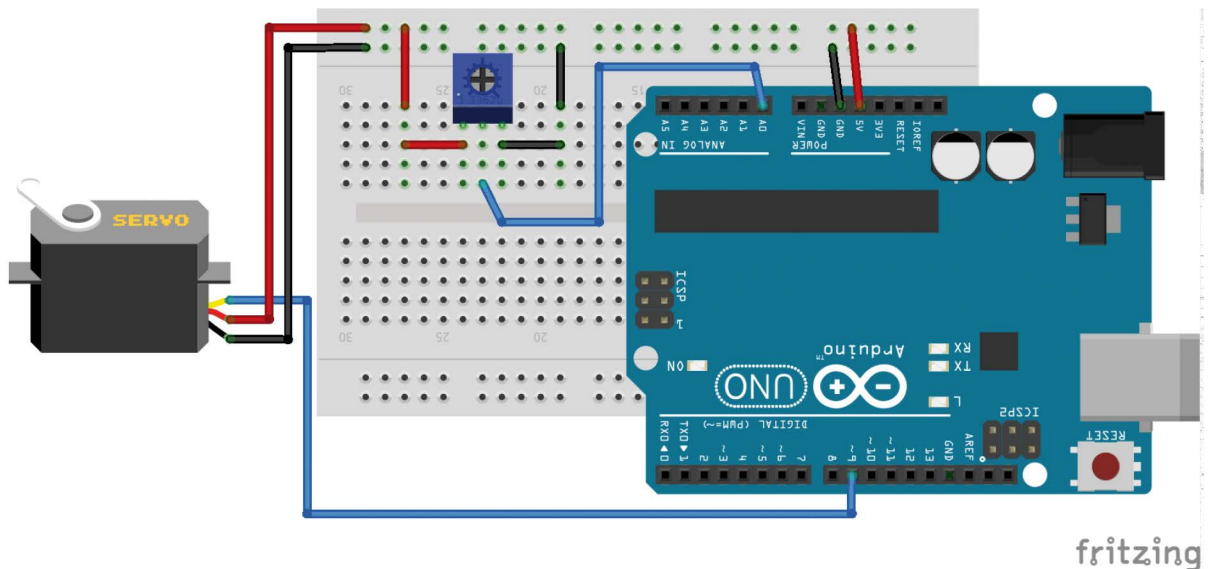 30
25
20
15
A5
A4
A3
A2
A1
A0
VIN
GND
GND
5V
3V3
RESET
IOREF
ANALOG IN
POWER
SERVO
ICSP
1
30
25
20
Arduino
TM
UNO
ON
RX
TX
L
ICSP2
RESET
DIGITAL (PWM=~)
RX0◄0
TX0►1
2
~3
4
~5
~6
7
8
~9
~10
~11
12
13
GND
AREF
fritzing